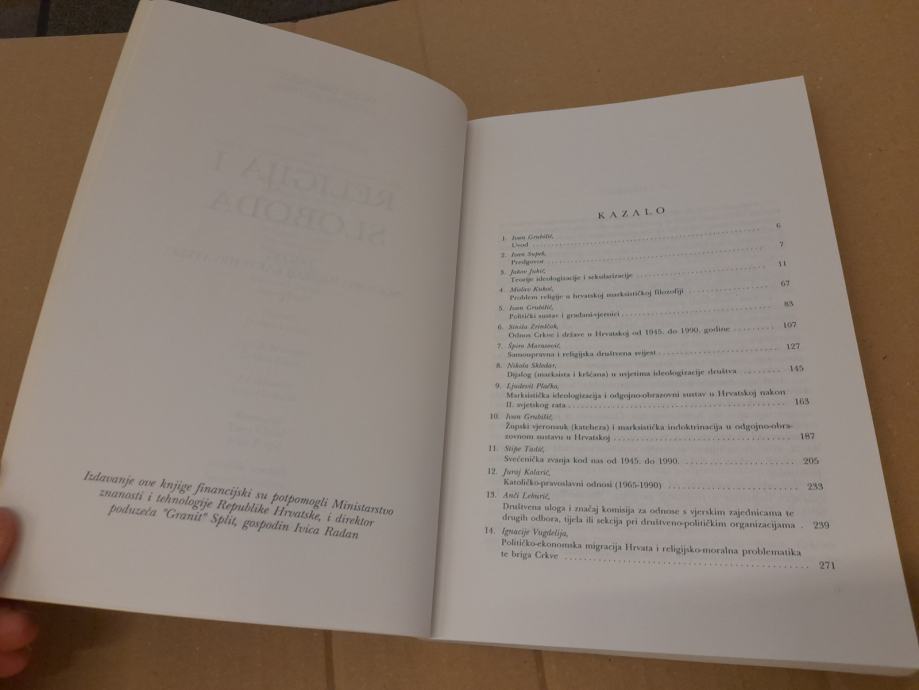 RELIGIJA I
SLOBODA
Izdavanje ove knjige financijski su potpomogli Ministarstvo
znanosti i tehnologije Republike Hrvatske, i direktor
poduzeća "Granit" Split, gospodin Ivica Radan
KAZALO
1. Ivan Grubišić,
Uvod 6
2. Ivan Supek,
Predgovor 7
3. Jakov Jukić,
Teorije ideologizacije i sekularizacije 11
4. Mislav Kukoč,
Problem religije u hrvatskoj marksističkoj filozofiji 67
5. Ivan Grubišić,
Politički sustav i građani-vjernici 83
6. Siniša Zrinščak,
Odnos Crkve i države u Hrvatskoj od 1945. do 1990. godine 107
7. Špiro Marasović,
Samoupravna i religijska društvena svijest 127
8. Nikola Skledar,
Dijalog (marksista i kršćana) u uvjetima ideologizacije društva 145
9. Ljudevit Plačko,
Marksistička ideologizacija i odgojno-obrazovni sustav u Hrvatskoj nakon
II. svjetskog rata 163
10. Ivan Grubišić,
Župski vjeronauk (kateheza) i marksistička indoktrinacija u odgojno-obra-
zovnom sustavu u Hrvatskoj 187
11. Stipe Tadić,
Svećenička zvanja kod nas od 1945. do 1990. 205
12. Juraj Kolarić,
Katoličko-pravoslavni odnosi (1965-1990) 233
13. Anči Leburić,
Društvena uloga i značaj komisija za odnose s vjerskim zajednicama te
drugih odbora, tijela ili sekcija pri društveno-političkim organizacijama . 239
14. Ignacije Vugdelija,
Političko-ekonomska migracija Hrvata i religijsko-moralna problematika
te briga Crkve 271